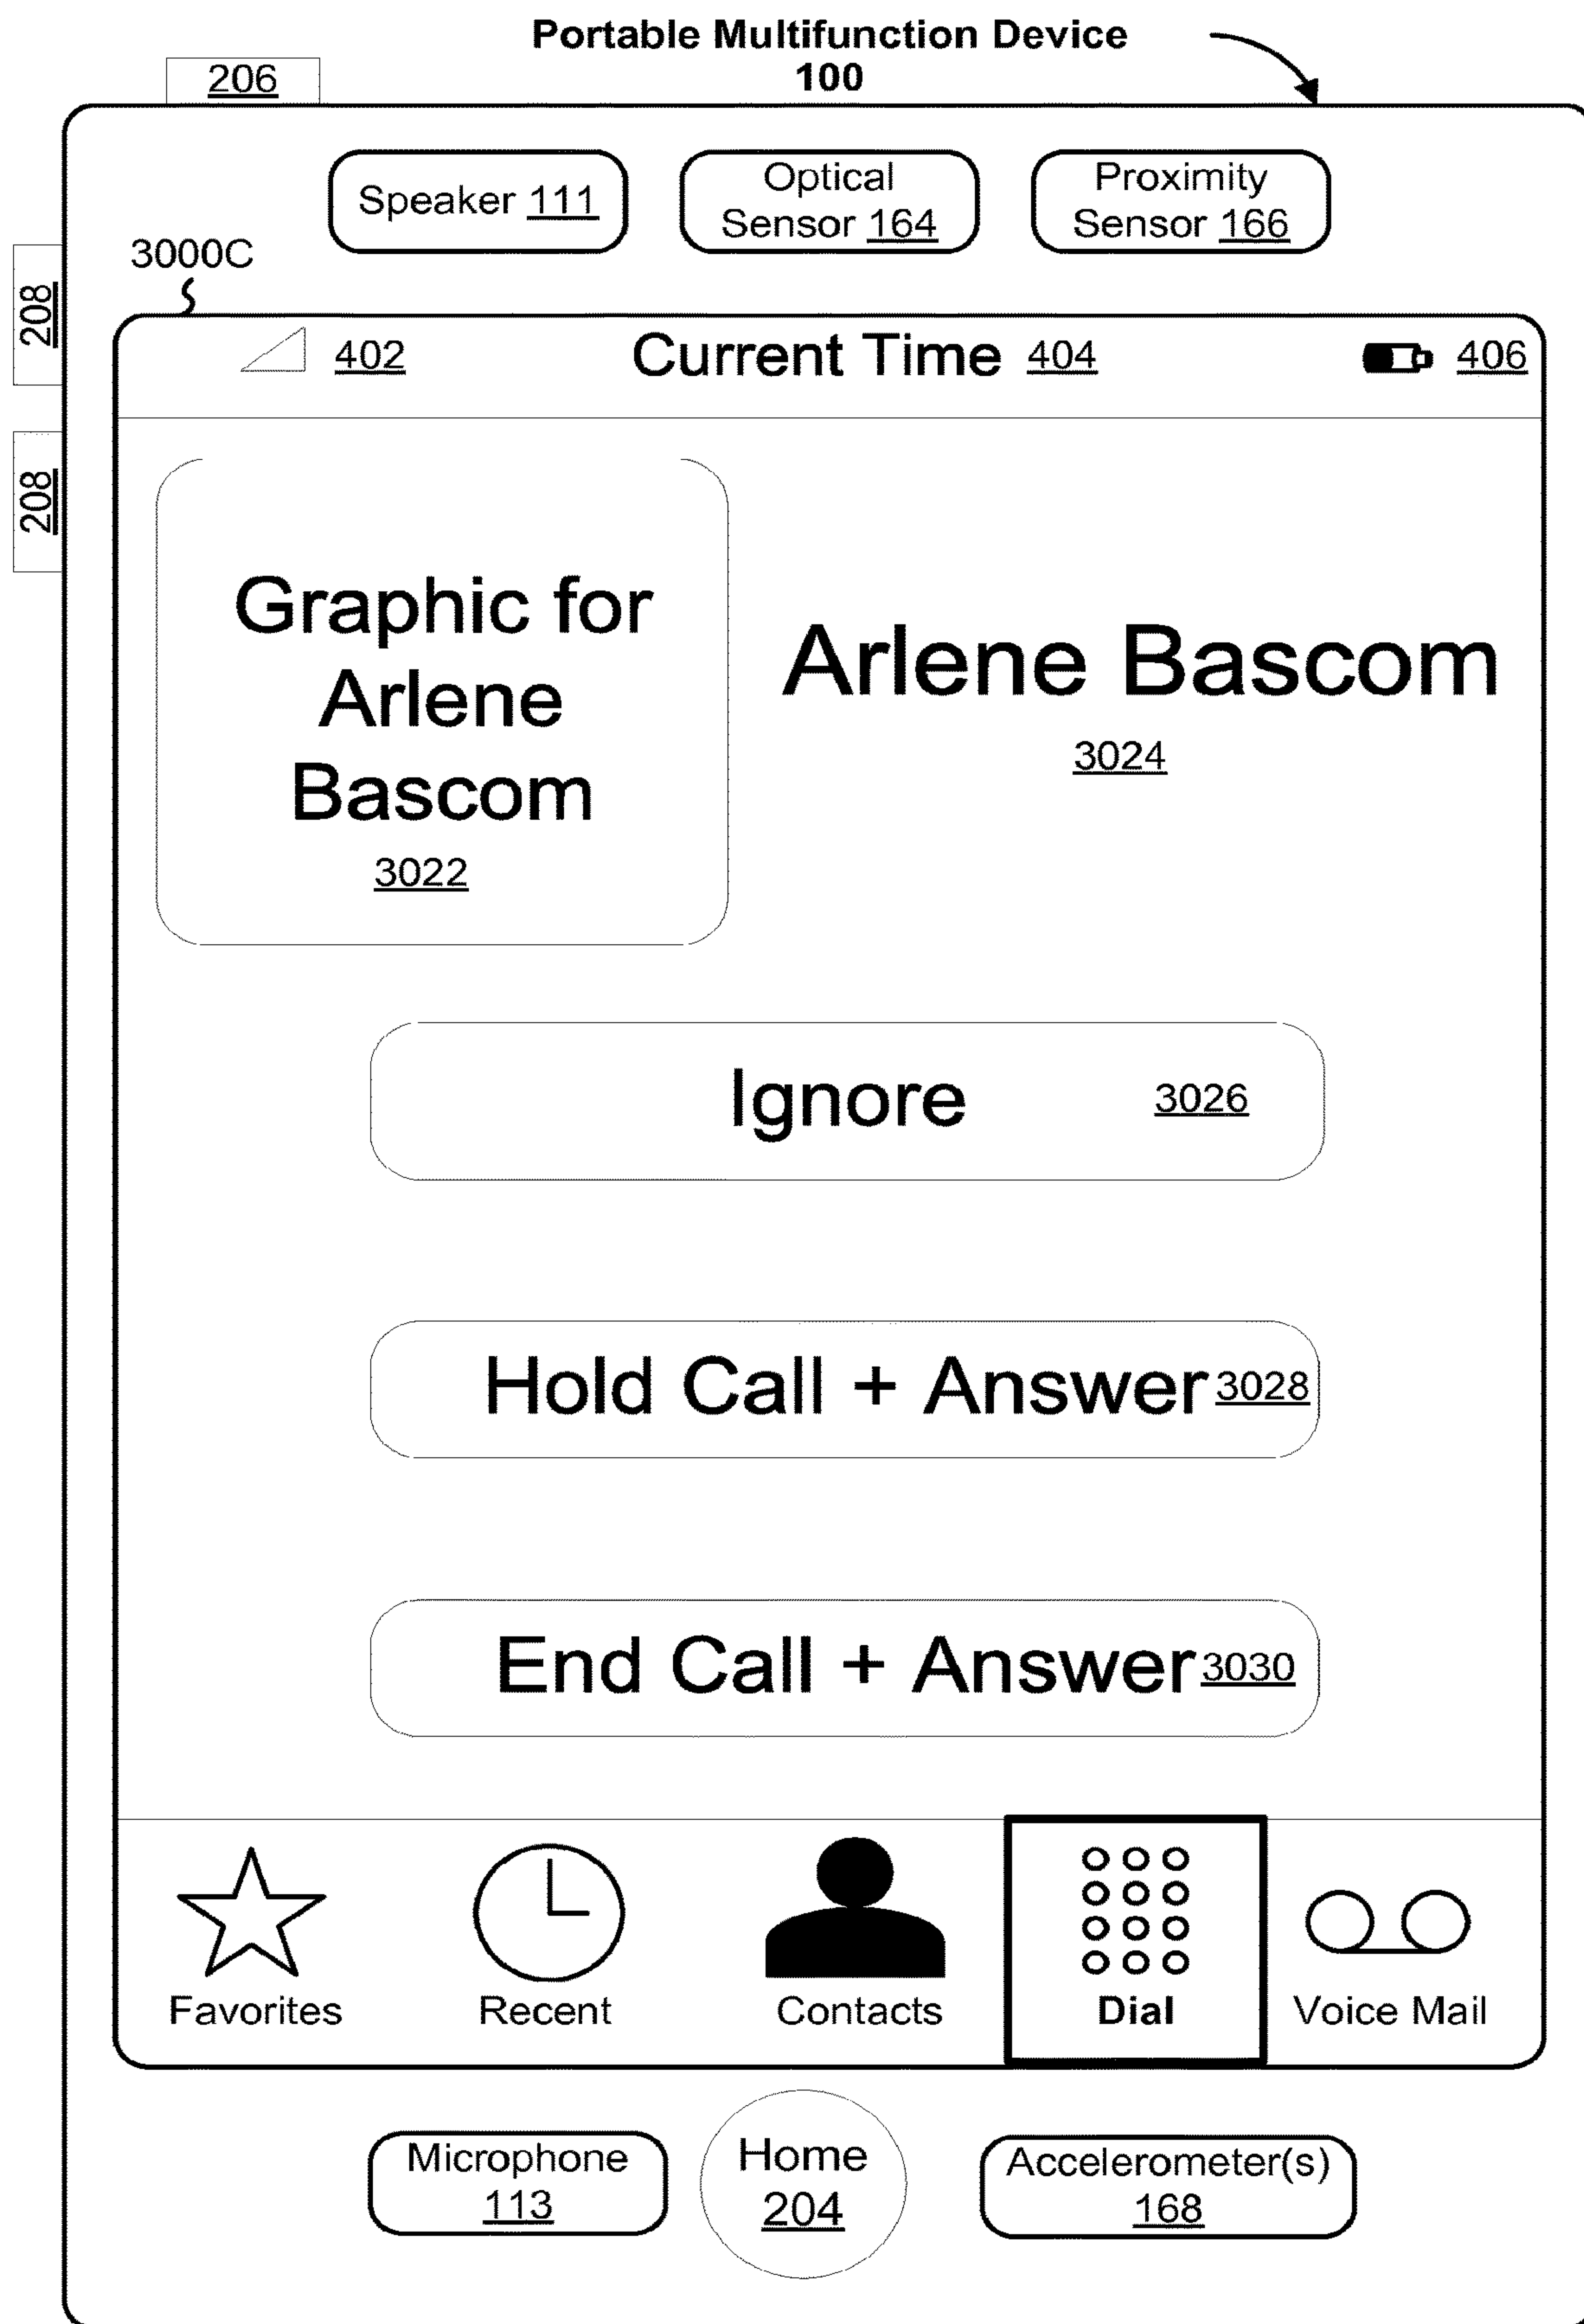 Portable Multifunction Device
100
206
Speaker 111
Optical
Sensor 164
Proximity
Sensor 166
3000C
208
208
402
Current Time 404
406
Graphic for
Arlene
Bascom
3022
Arlene Bascom
3024
Ignore 3026
Hold Call + Answer 3028
End Call + Answer 3030
Favorites
Recent
Contacts
Dial
Voice Mail
Microphone
113
Home
204
Accelerometer(s)
168